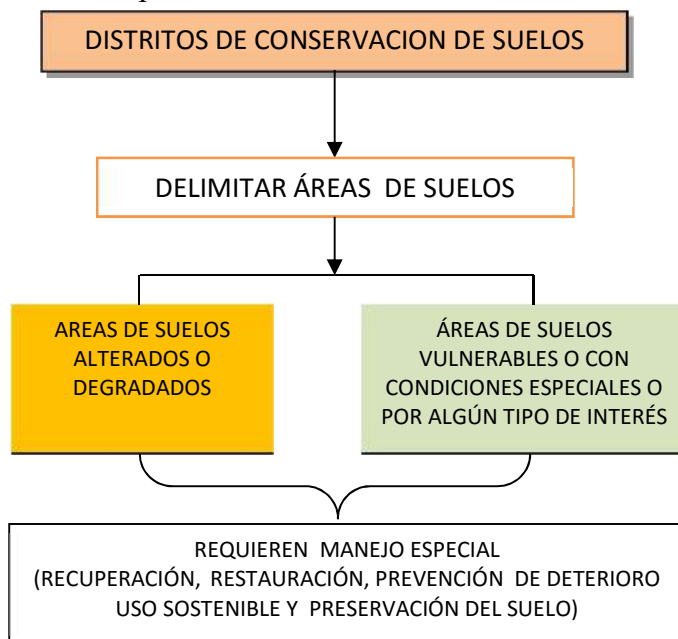 DISTRITOS DE CONSERVACION DE SUELOS
DELIMITAR ÁREAS DE SUELOS
AREAS DE SUELOS
ALTERADOS O
DEGRADADOS
ÁREAS DE SUELOS
VULNERABLES O CON
CONDICIONES ESPECIALES O
POR ALGÚN TIPO DE INTERÉS
REQUIEREN MANEJO ESPECIAL
(RECUPERACIÓN, RESTAURACIÓN, PREVENCIÓN DE DETERIORO
USO SOSTENIBLE Y PRESERVACIÓN DEL SUELO)